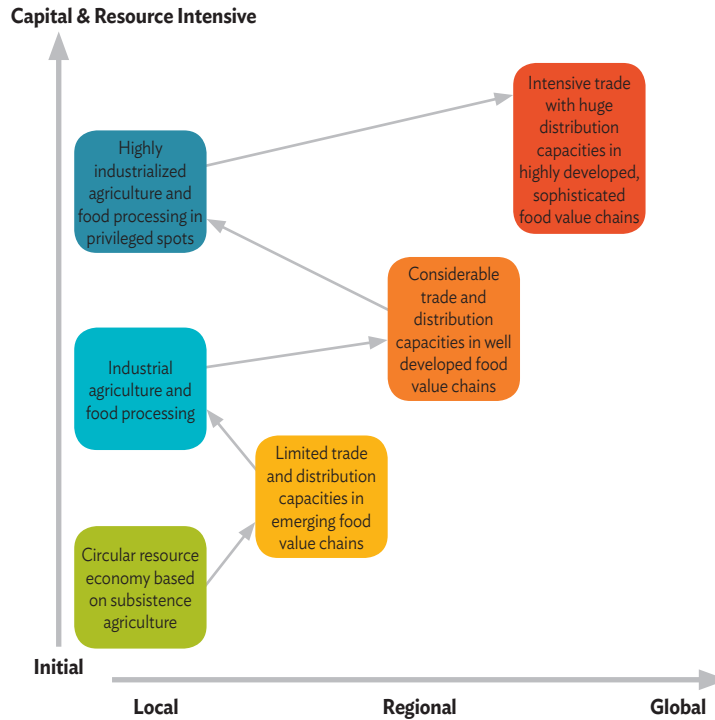 Capital & Resource Intensive
Intensive trade
with huge
distribution
capacities in
highly developed,
sophisticated
food value chains
Highly
industrialized
agriculture and
food processing in
privileged spots
Considerable
trade and
distribution
capacities in well
developed food
value chains
Industrial
agriculture and
food processing
Limited trade
and distribution
capacities in
emerging food
value chains
Circular resource
economy based
on subsistence
agriculture
Initial
Local
Regional
Global